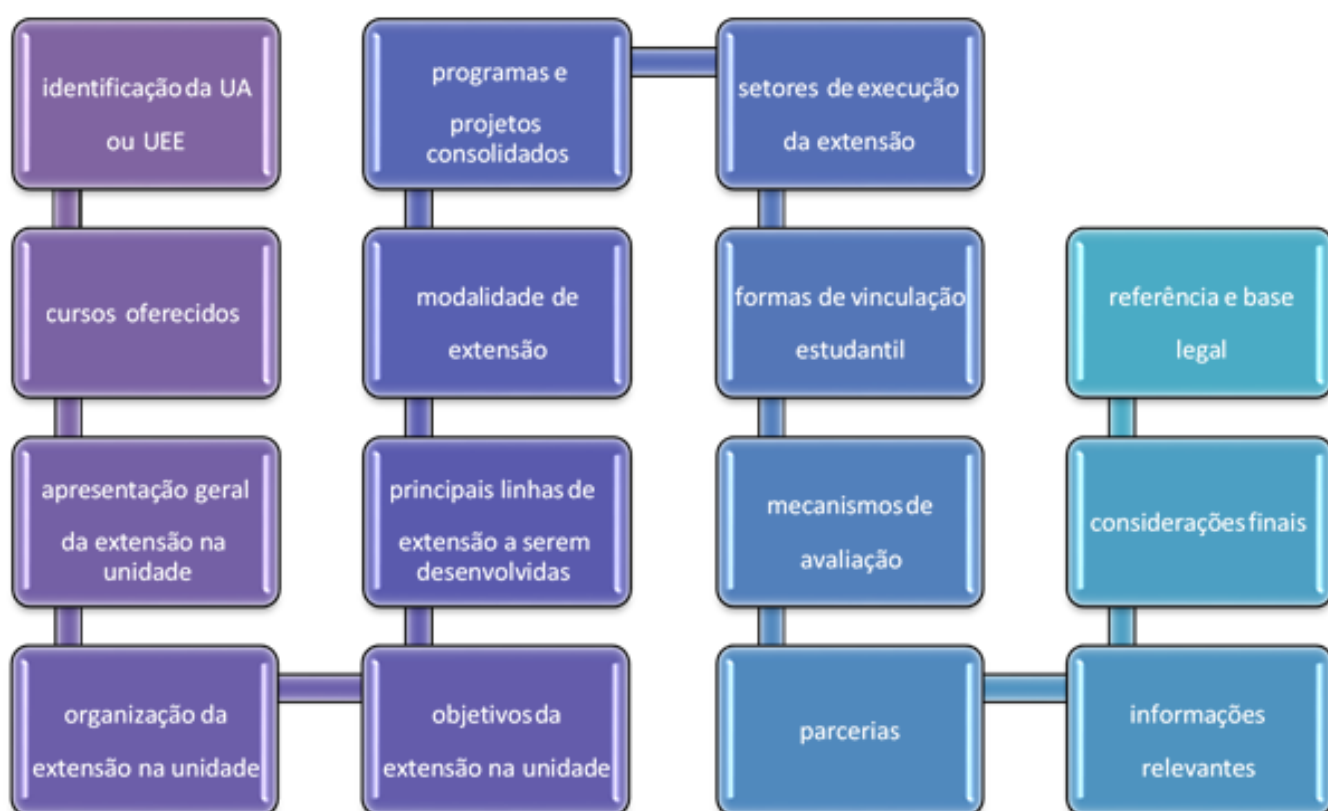 identificação da UA
ou UEE
cursos oferecidos
apresentação geral
da extensão na
unidade
organização da
extensão na unidade
objetivos da
extensão na unidade
principais linhas de
extensão a serem
desenvolvidas
modalidade de
extensão
programas e
projetos
consolidados
setores de execução
da extensão
formas de vinculação
estudantil
mecanismos de
avaliação
parcerias
informações
relevantes
considerações finais
referência e base
legal